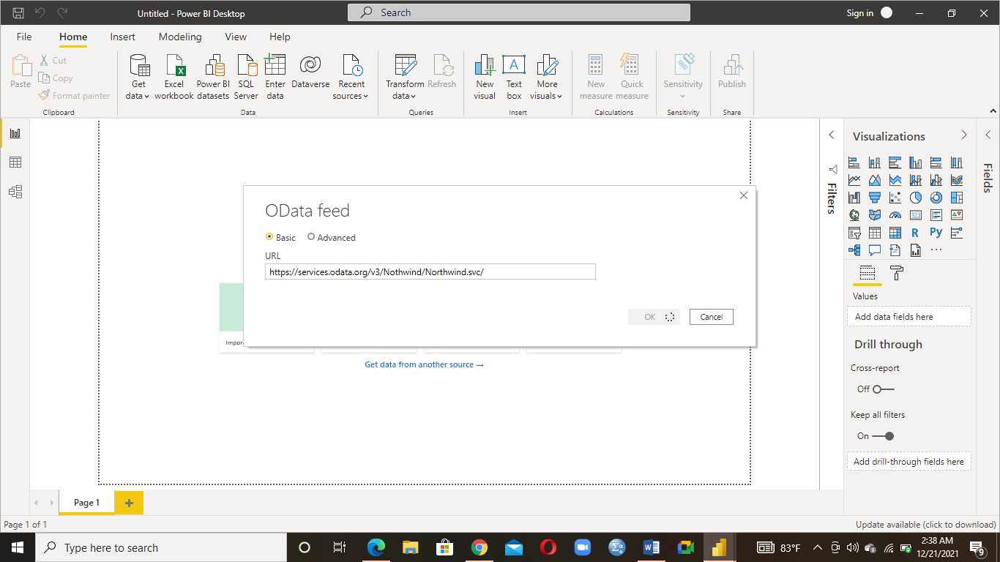 Untitled - Power BI Desktop
Search
Sign in
File Home Insert Modeling View Help
Paste
Cut
Copy
Format painter
Clipboard
Get data
Excel workbook
Power BI datasets
SQL Server
Enter data
Dataverse
Recent sources
Data
Transform data
Refresh
Queries
New visual
Text box
More visuals
Insert
New measure
Quick measure
Calculations
Sensitivity
Sensitivity
Publish
Share
OData feed
Basic Advanced
URL
https://services.odata.org/v3/Nothwind/Northwind.svc/
OK Cancel
Impor
Get data from another source →
Filters
Visualizations
123
R Py
Values
Add data fields here
Drill through
Cross-report
Off
Keep all filters
On
Add drill-through fields here
Fields
Page 1
Page 1 of 1
Update available (click to download)
Type here to search
83°F
2:38 AM
12/21/2021
9